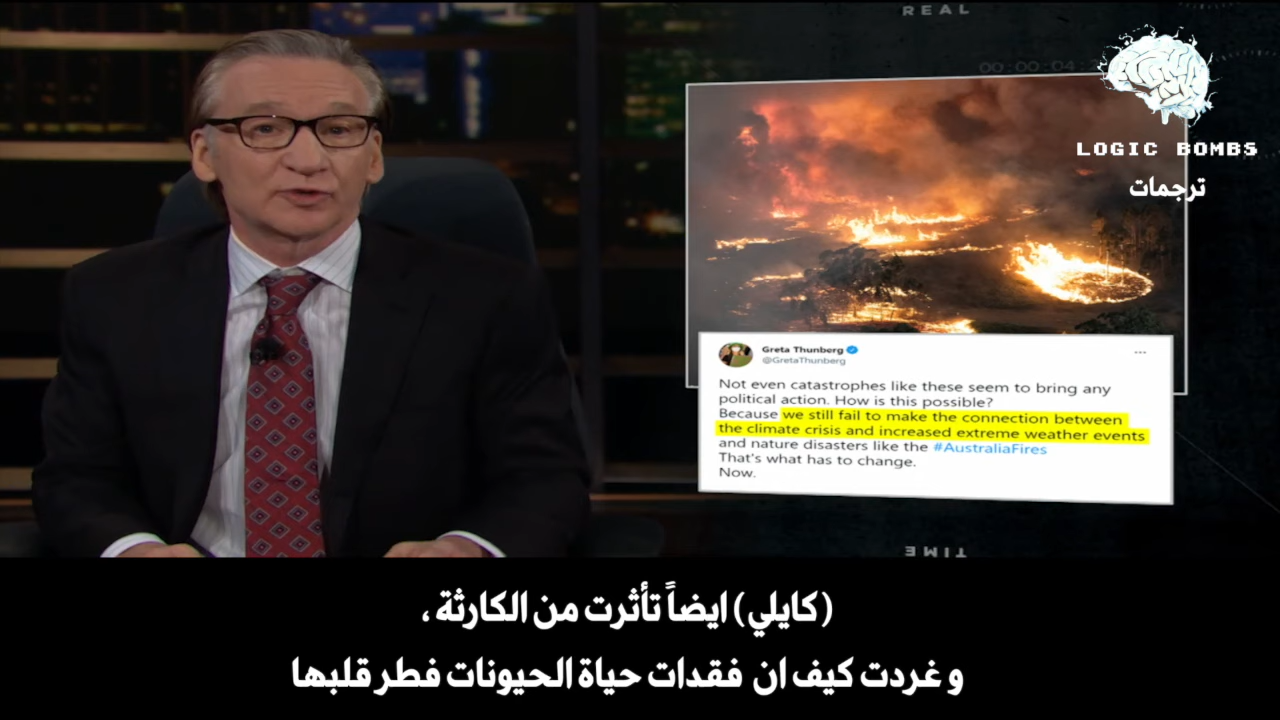 REAL
00:00:04:
LOGIC BOMBS
ترجمات
Greta Thunberg
@GretaThunberg
Not even catastrophes like these seem to bring any
political action. How is this possible?
Because we still fail to make the connection between
the climate crisis and increased extreme weather events
and nature disasters like the #AustraliaFires
That's what has to change.
Now.
TIME
(كايلي) ايضاً تأثرت من الكارثة ،
و غردت كيف ان فقدات حياة الحيونات فطر قلبها